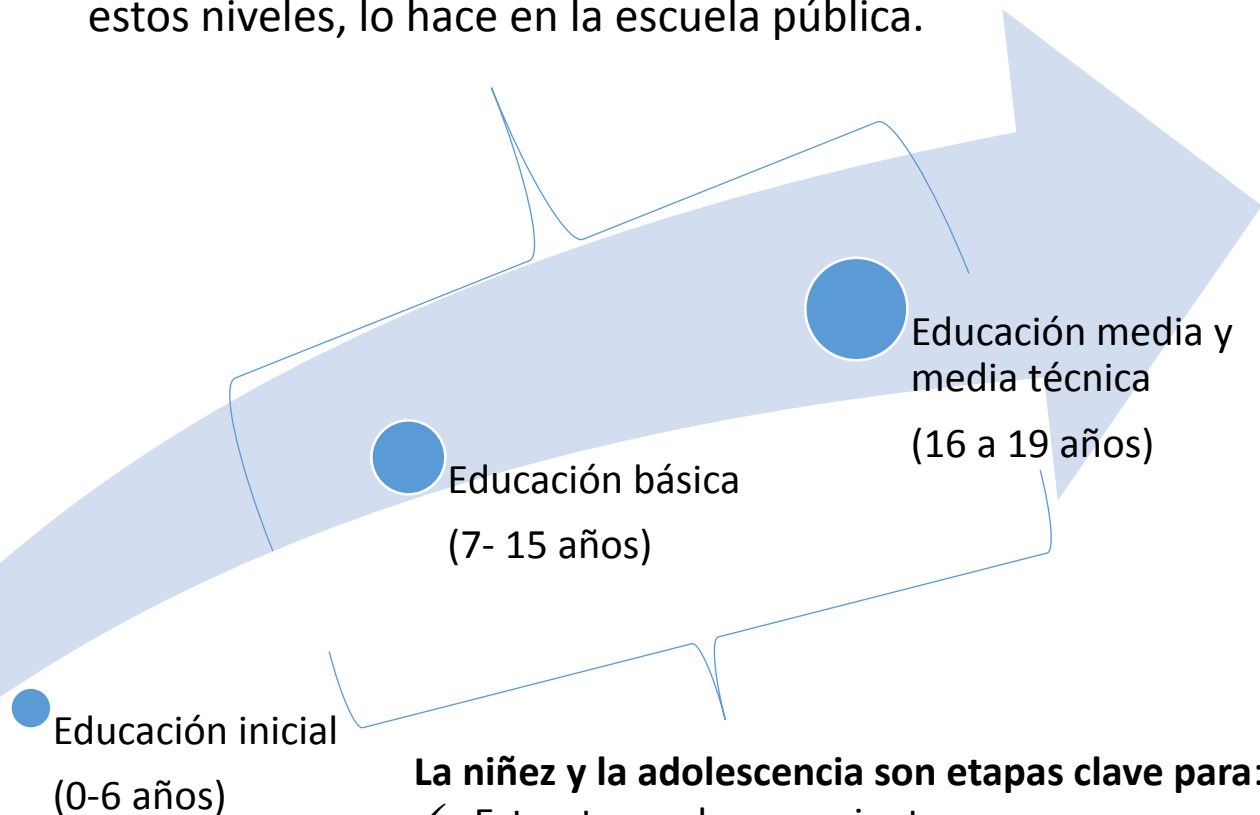 estos niveles, lo hace en la escuela pública.
Educación media y
media técnica
(16 a 19 años)
Educación básica
(7- 15 años)
Educación inicial
(0-6 años)
La niñez y la adolescencia son etapas clave para: